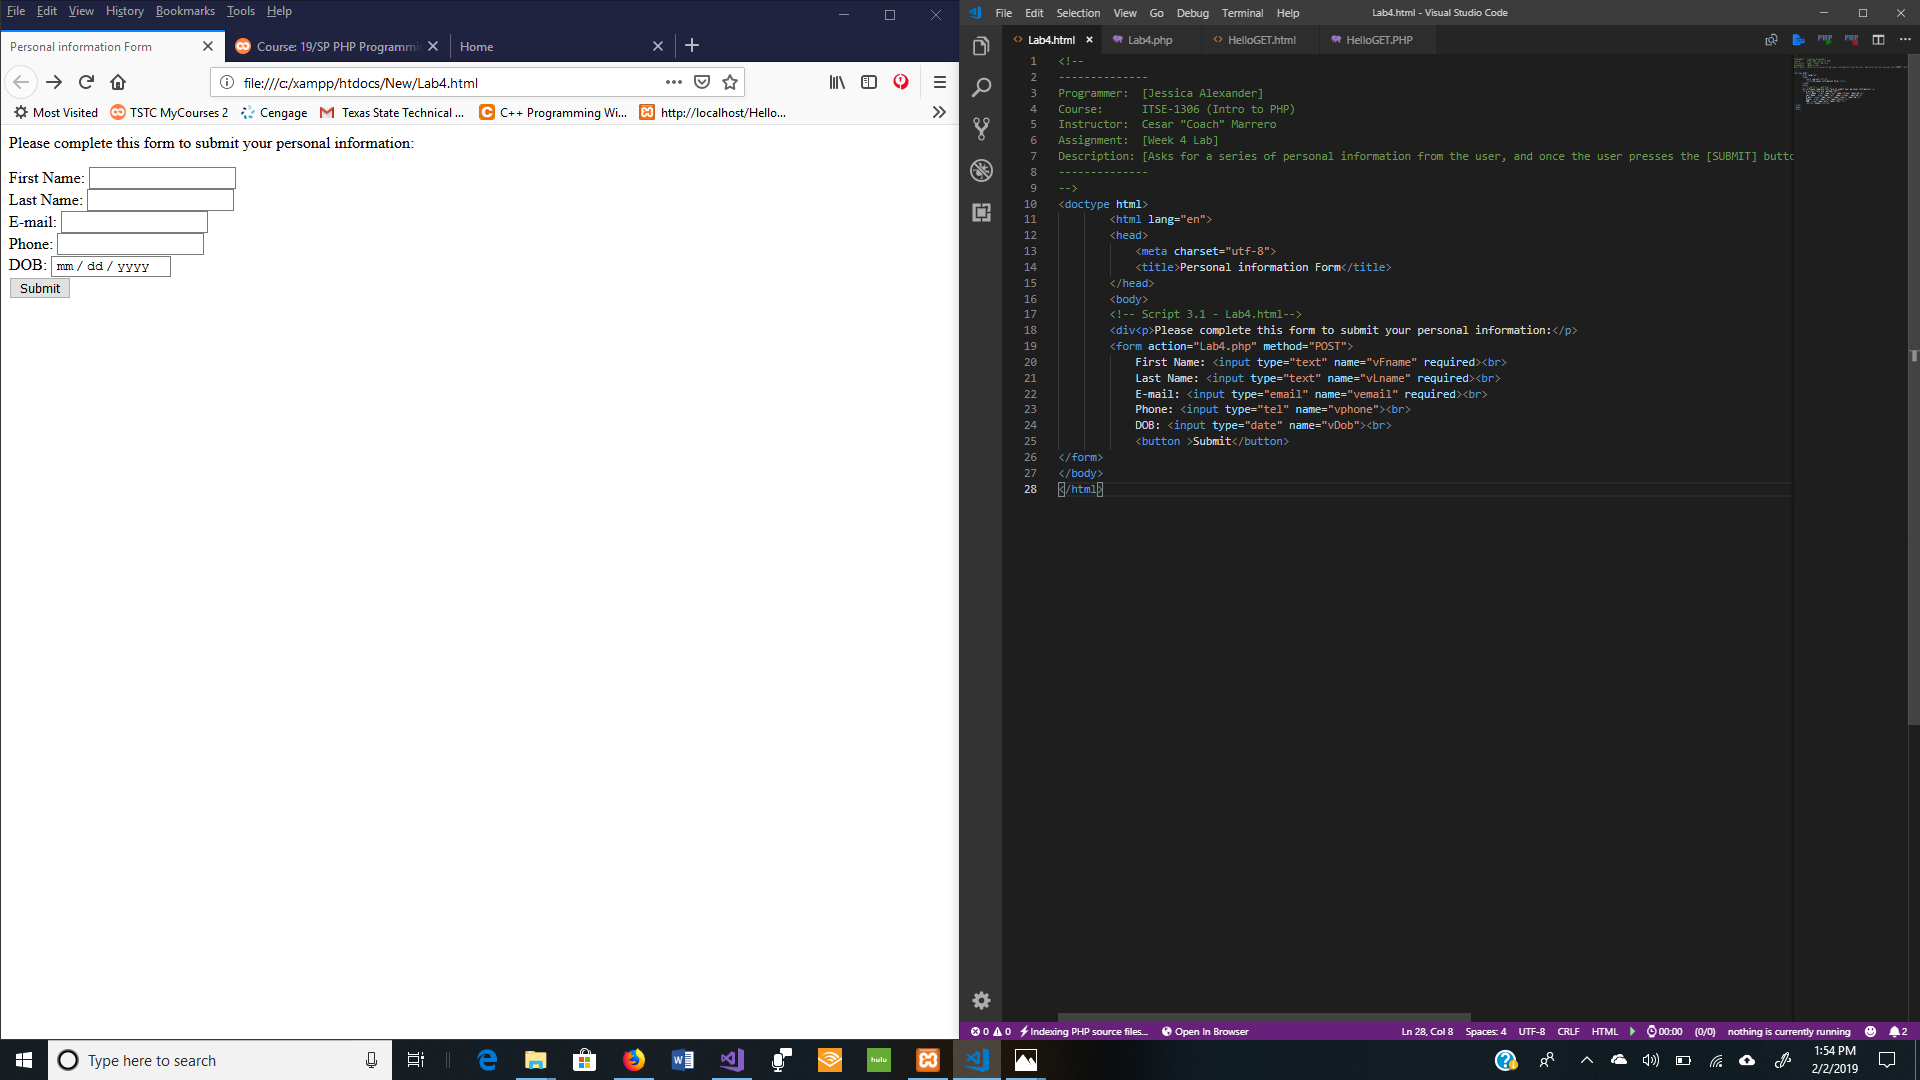 File Edit View History Bookmarks Tools Help
Personal information Form
Course: 19/SP PHP Programmi
Home
file:///c:/xampp/htdocs/New/Lab4.html
Most Visited
TSTC MyCourses 2
Cengage
Texas State Technical ...
C++ Programming Wi...
http://localhost/Hello...
Please complete this form to submit your personal information:
First Name:
Last Name:
E-mail:
Phone:
DOB: mm / dd / yyyy
Submit
File Edit Selection View Go Debug Terminal Help
Lab4.html - Visual Studio Code
Lab4.html
Lab4.php
HelloGET.html
HelloGET.PHP
1 <!--
2 --------------
3 Programmer: [Jessica Alexander]
4 Course: ITSE-1306 (Intro to PHP)
5 Instructor: Cesar "Coach" Marrero
6 Assignment: [Week 4 Lab]
7 Description: [Asks for a series of personal information from the user, and once the user presses the [SUBMIT] butto
8 --------------
9 -->
10 <doctype html>
11 <html lang="en">
12 <head>
13 <meta charset="utf-8">
14 <title>Personal information Form</title>
15 </head>
16 <body>
17 <!-- Script 3.1 - Lab4.html-->
18 <div<p>Please complete this form to submit your personal information:</p>
19 <form action="Lab4.php" method="POST">
20 First Name: <input type="text" name="vFname" required><br>
21 Last Name: <input type="text" name="vLname" required><br>
22 E-mail: <input type="email" name="vemail" required><br>
23 Phone: <input type="tel" name="vphone"><br>
24 DOB: <input type="date" name="vDob"><br>
25 <button >Submit</button>
26 </form>
27 </body>
28 </html>
0 0 Indexing PHP source files... Open In Browser
Ln 28, Col 8 Spaces: 4 UTF-8 CRLF HTML 00:00 (0/0) nothing is currently running 2
Type here to search
hulu
1:54 PM
2/2/2019